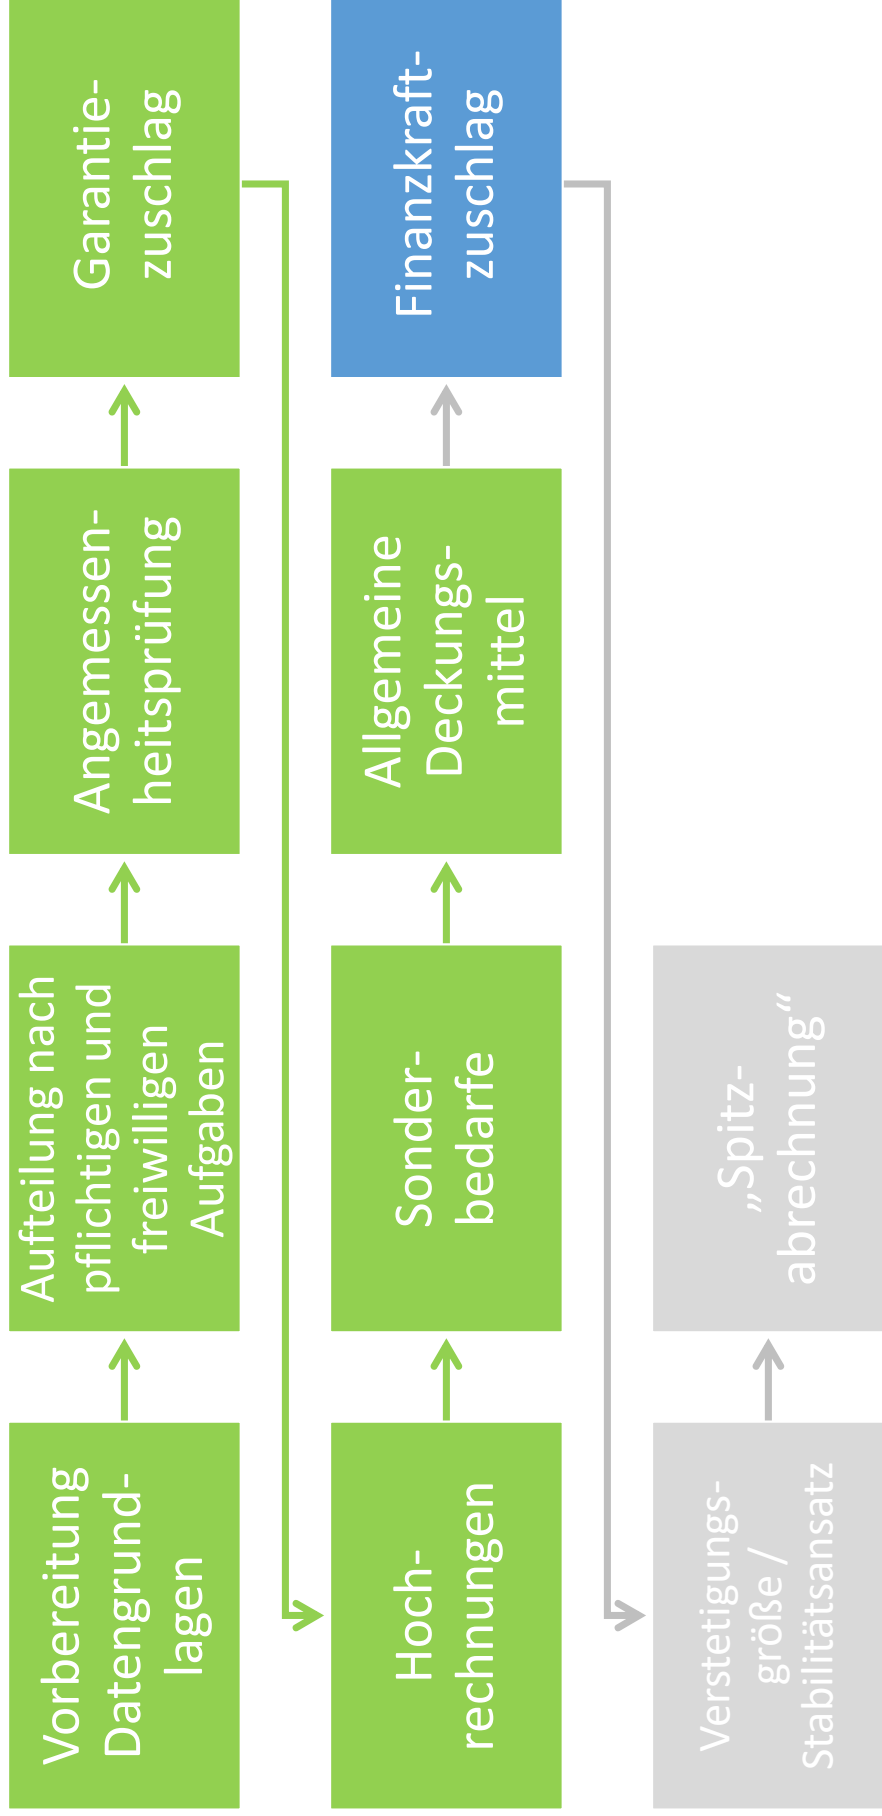 Vorbereitung
Datengrund-
lagen
Aufteilung nach
pflichtigen und
freiwilligen
Aufgaben
Angemessen-
heitsprüfung
Garantie-
zuschlag
Hoch-
rechnungen
Sonder-
bedarfe
Allgemeine
Deckungs-
mittel
Finanzkraft-
zuschlag
Verstetigungs-
größe /
Stabilitätsansatz
„Spitz-
abrechnung“